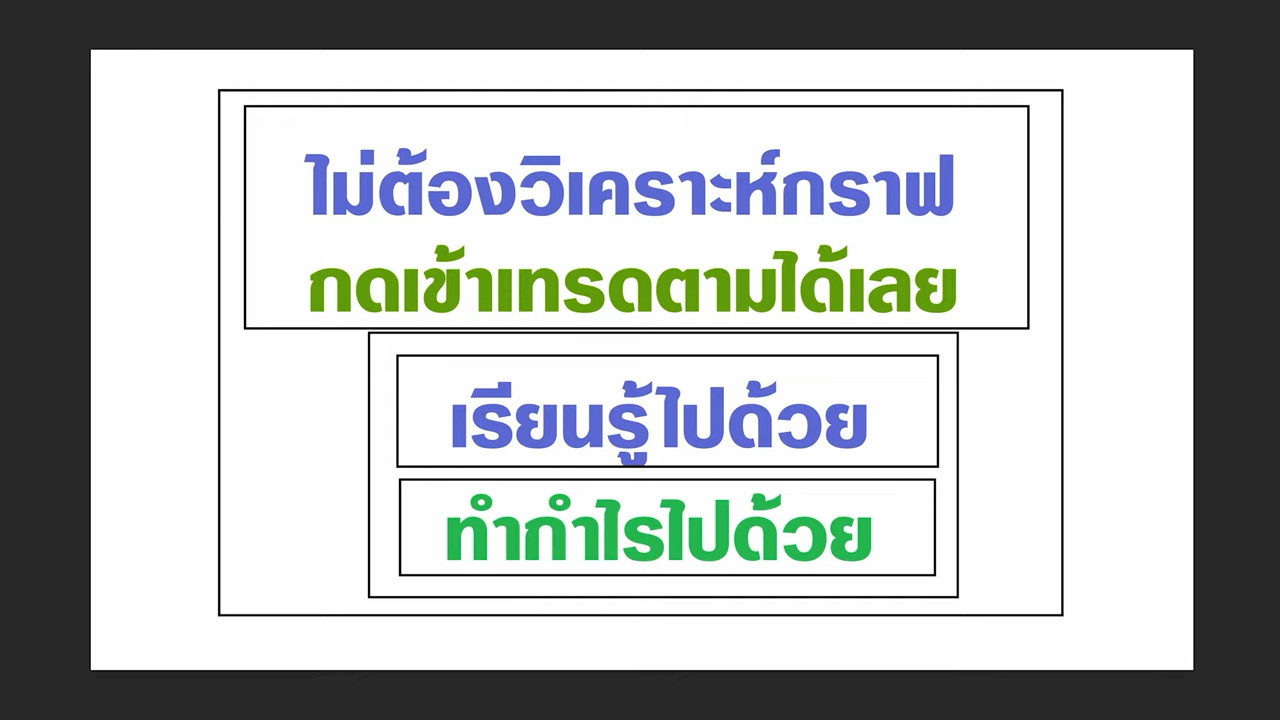 ไม่ต้องวิเคราะห์กราฟ
กดเข้าเทรดตามได้เลย
เรียนรู้ไปด้วย
ทำกำไรไปด้วย